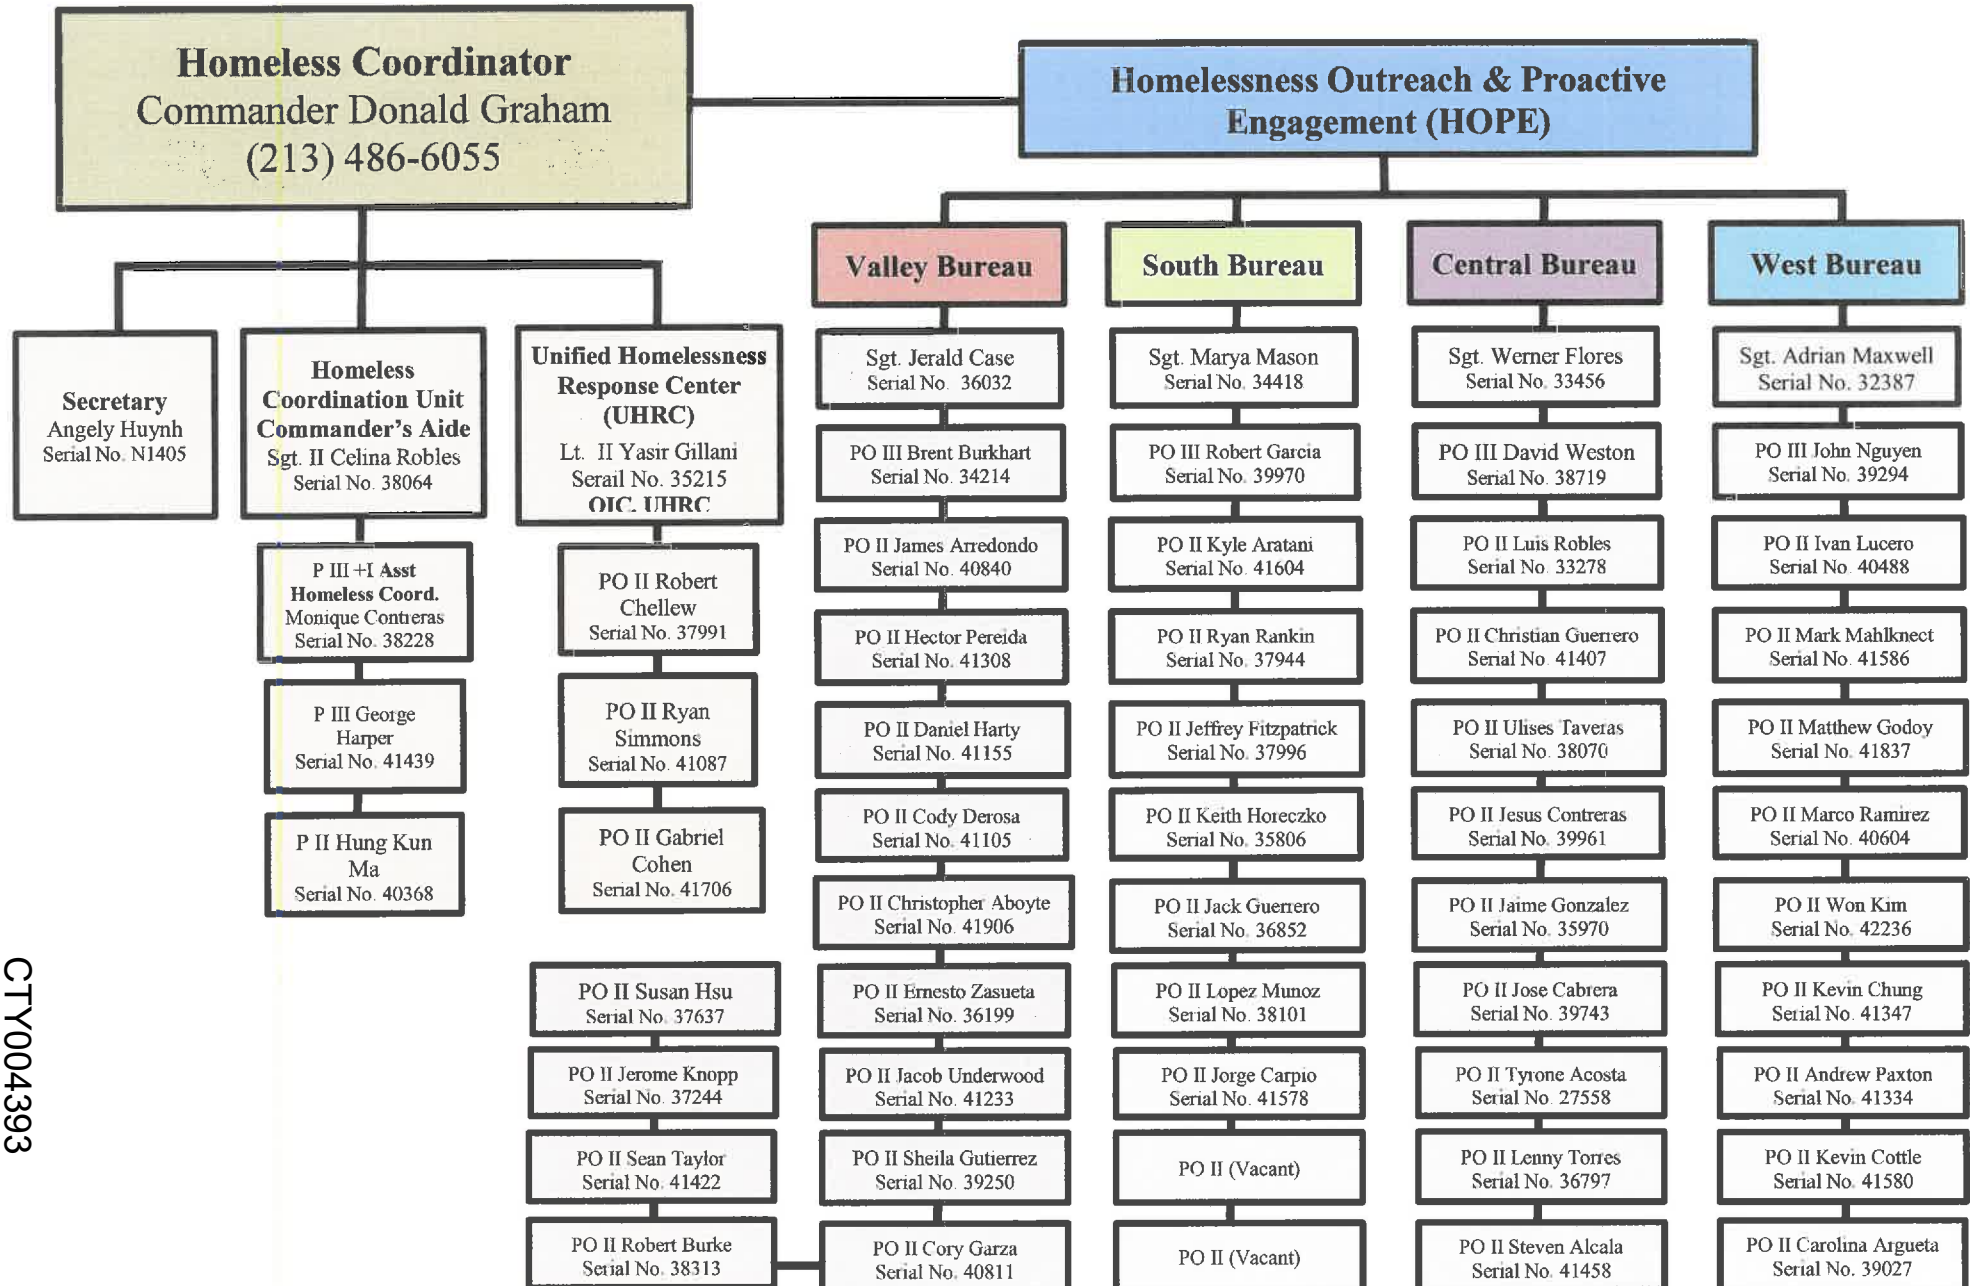 Homeless Coordinator
Commander Donald Graham
(213) 486-6055
Homelessness Outreach & Proactive
Engagement (HOPE)
Secretary
Angely Huynh
Serial No. N1405
Homeless
Coordination Unit
Commander's Aide
Sgt. II Celina Robles
Serial No. 38064
P III +I Asst
Homeless Coord.
Monique Contreras
Serial No. 38228
P III George
Harper
Serial No. 41439
P II Hung Kun
Ma
Serial No. 40368
Unified Homelessness
Response Center
(UHRC)
Lt. II Yasir Gillani
Serail No. 35215
OIC. UHRC
PO II Robert
Chellew
Serial No. 37991
PO II Ryan
Simmons
Serial No. 41087
PO II Gabriel
Cohen
Serial No. 41706
PO II Susan Hsu
Serial No. 37637
PO II Jerome Knopp
Serial No. 37244
PO II Sean Taylor
Serial No. 41422
PO II Robert Burke
Serial No. 38313
Valley Bureau
Sgt. Jerald Case
Serial No. 36032
PO III Brent Burkhart
Serial No. 34214
PO II James Arredondo
Serial No. 40840
PO II Hector Pereida
Serial No. 41308
PO II Daniel Harty
Serial No. 41155
PO II Cody Derosa
Serial No. 41105
PO II Christopher Aboyte
Serial No. 41906
PO II Ernesto Zasueta
Serial No. 36199
PO II Jacob Underwood
Serial No. 41233
PO II Sheila Gutierrez
Serial No. 39250
PO II Cory Garza
Serial No. 40811
South Bureau
Sgt. Marya Mason
Serial No. 34418
PO III Robert Garcia
Serial No. 39970
PO II Kyle Aratani
Serial No. 41604
PO II Ryan Rankin
Serial No. 37944
PO II Jeffrey Fitzpatrick
Serial No. 37996
PO II Keith Horeczko
Serial No. 35806
PO II Jack Guerrero
Serial No. 36852
PO II Lopez Munoz
Serial No. 38101
PO II Jorge Carpio
Serial No. 41578
PO II (Vacant)
PO II (Vacant)
Central Bureau
Sgt. Werner Flores
Serial No. 33456
PO III David Weston
Serial No. 38719
PO II Luis Robles
Serial No. 33278
PO II Christian Guerrero
Serial No. 41407
PO II Ulises Taveras
Serial No. 38070
PO II Jesus Contreras
Serial No. 39961
PO II Jaime Gonzalez
Serial No. 35970
PO II Jose Cabrera
Serial No. 39743
PO II Tyrone Acosta
Serial No. 27558
PO II Lenny Torres
Serial No. 36797
PO II Steven Alcala
Serial No. 41458
West Bureau
Sgt. Adrian Maxwell
Serial No. 32387
PO III John Nguyen
Serial No. 39294
PO II Ivan Lucero
Serial No. 40488
PO II Mark Mahlknect
Serial No. 41586
PO II Matthew Godoy
Serial No. 41837
PO II Marco Ramirez
Serial No. 40604
PO II Won Kim
Serial No. 42236
PO II Kevin Chung
Serial No. 41347
PO II Andrew Paxton
Serial No. 41334
PO II Kevin Cottle
Serial No. 41580
PO II Carolina Argueta
Serial No. 39027
CTY0043393